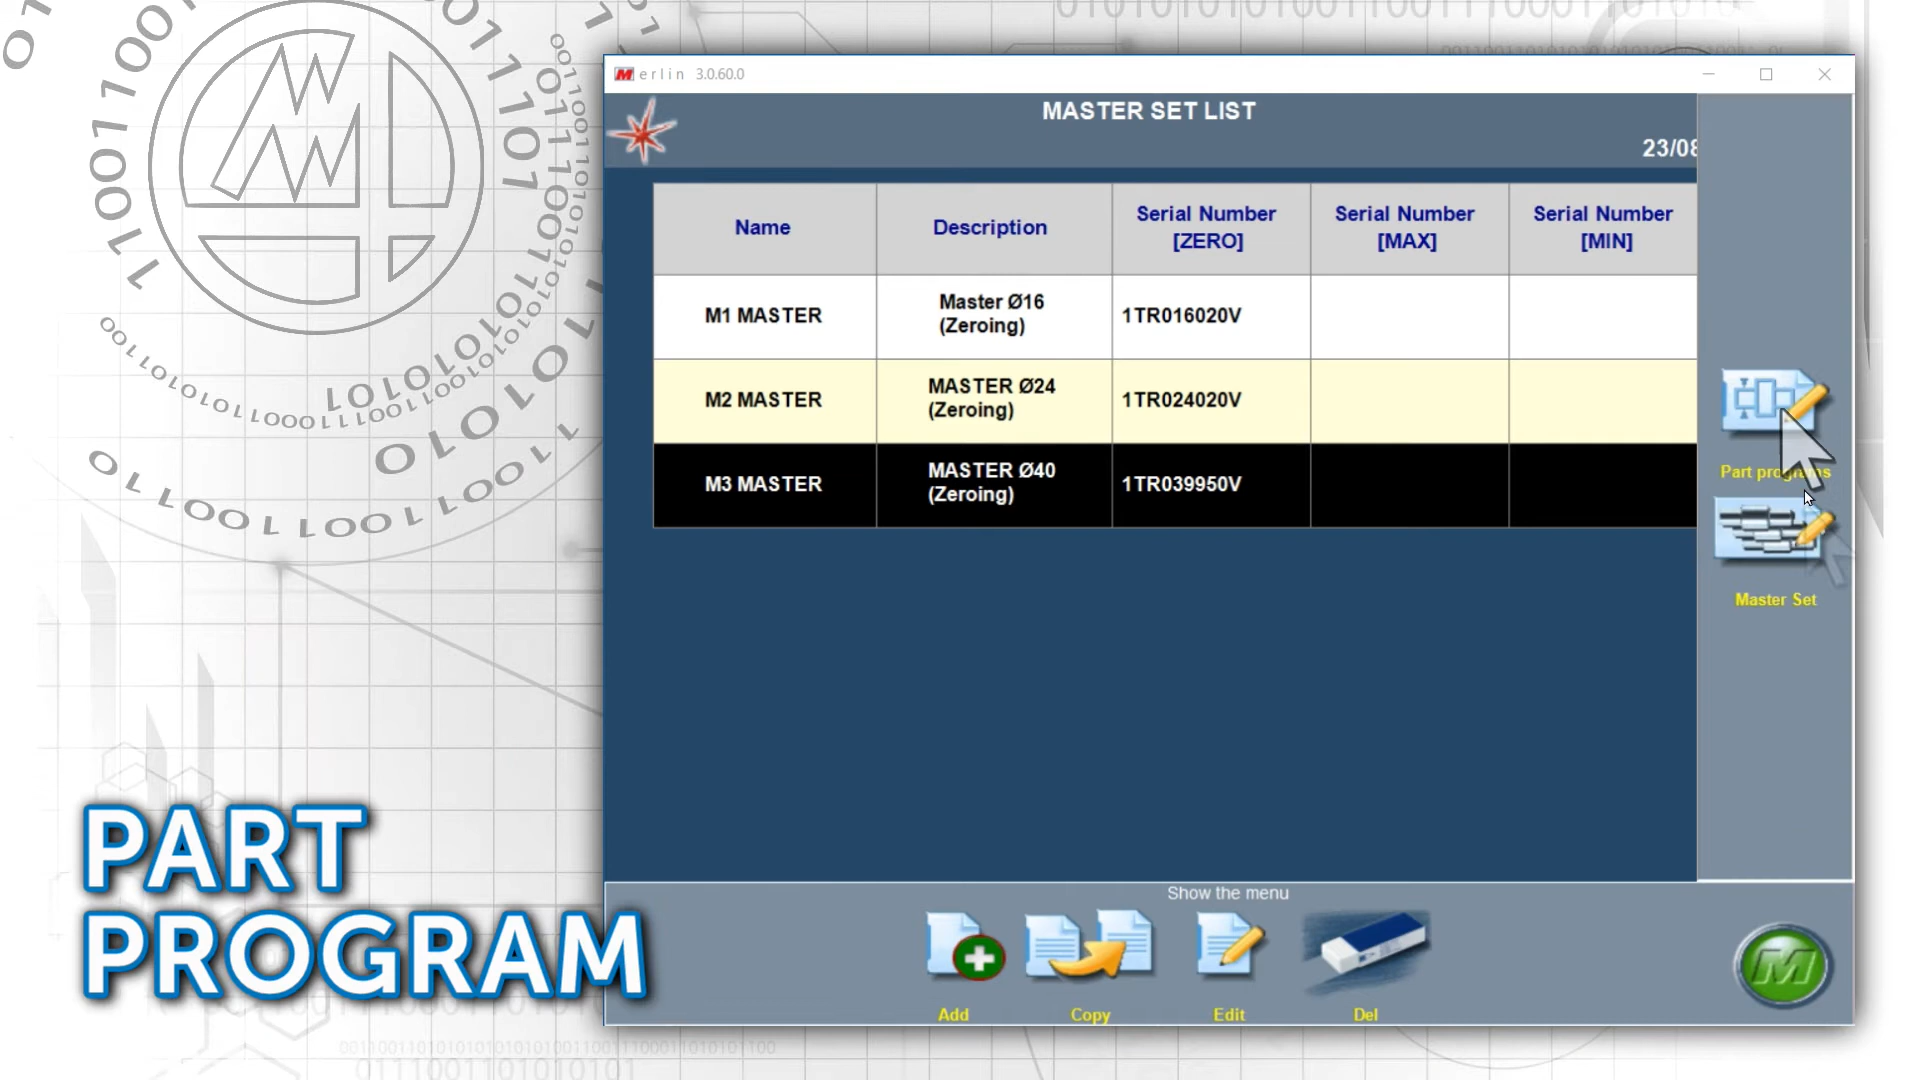 Merlin 3.0.60.0
MASTER SET LIST
23/08
Name
Description
Serial Number
[ZERO]
Serial Number
[MAX]
Serial Number
[MIN]
M1 MASTER
Master Ø16
(Zeroing)
1TR016020V
M2 MASTER
MASTER Ø24
(Zeroing)
1TR024020V
M3 MASTER
MASTER Ø40
(Zeroing)
1TR039950V
Part programs
Master Set
Show the menu
Add
Copy
Edit
Del
PART
PROGRAM